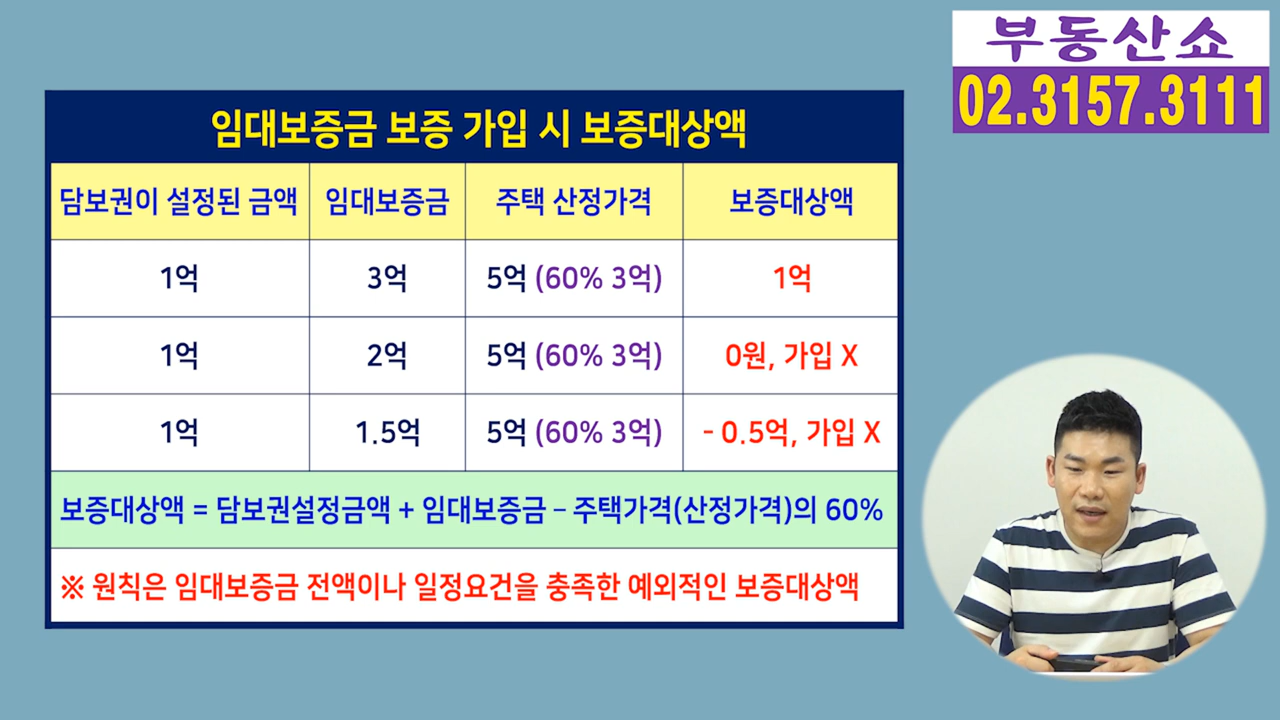 부동산쇼
02.3157.3111
임대보증금 보증 가입 시 보증대상액
담보권이 설정된 금액 임대보증금 주택 산정가격 보증대상액
1억 3억 5억 (60% 3억) 1억
1억 2억 5억 (60% 3억) 0원, 가입 X
1억 1.5억 5억 (60% 3억) - 0.5억, 가입 X
보증대상액 = 담보권설정금액 + 임대보증금 – 주택가격(산정가격)의 60%
※ 원칙은 임대보증금 전액이나 일정요건을 충족한 예외적인 보증대상액